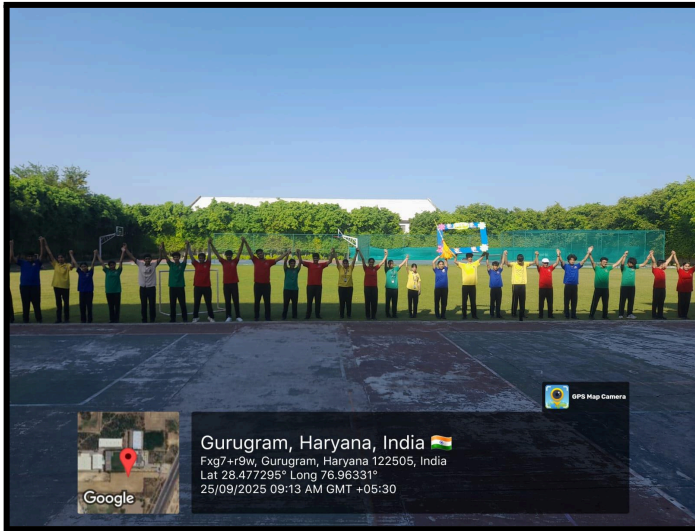 GPS Map Camera
Google
Gurugram, Haryana, India 🇮🇳
Fxg7+r9w, Gurugram, Haryana 122505, India
Lat 28.477295° Long 76.96331°
25/09/2025 09:13 AM GMT +05:30